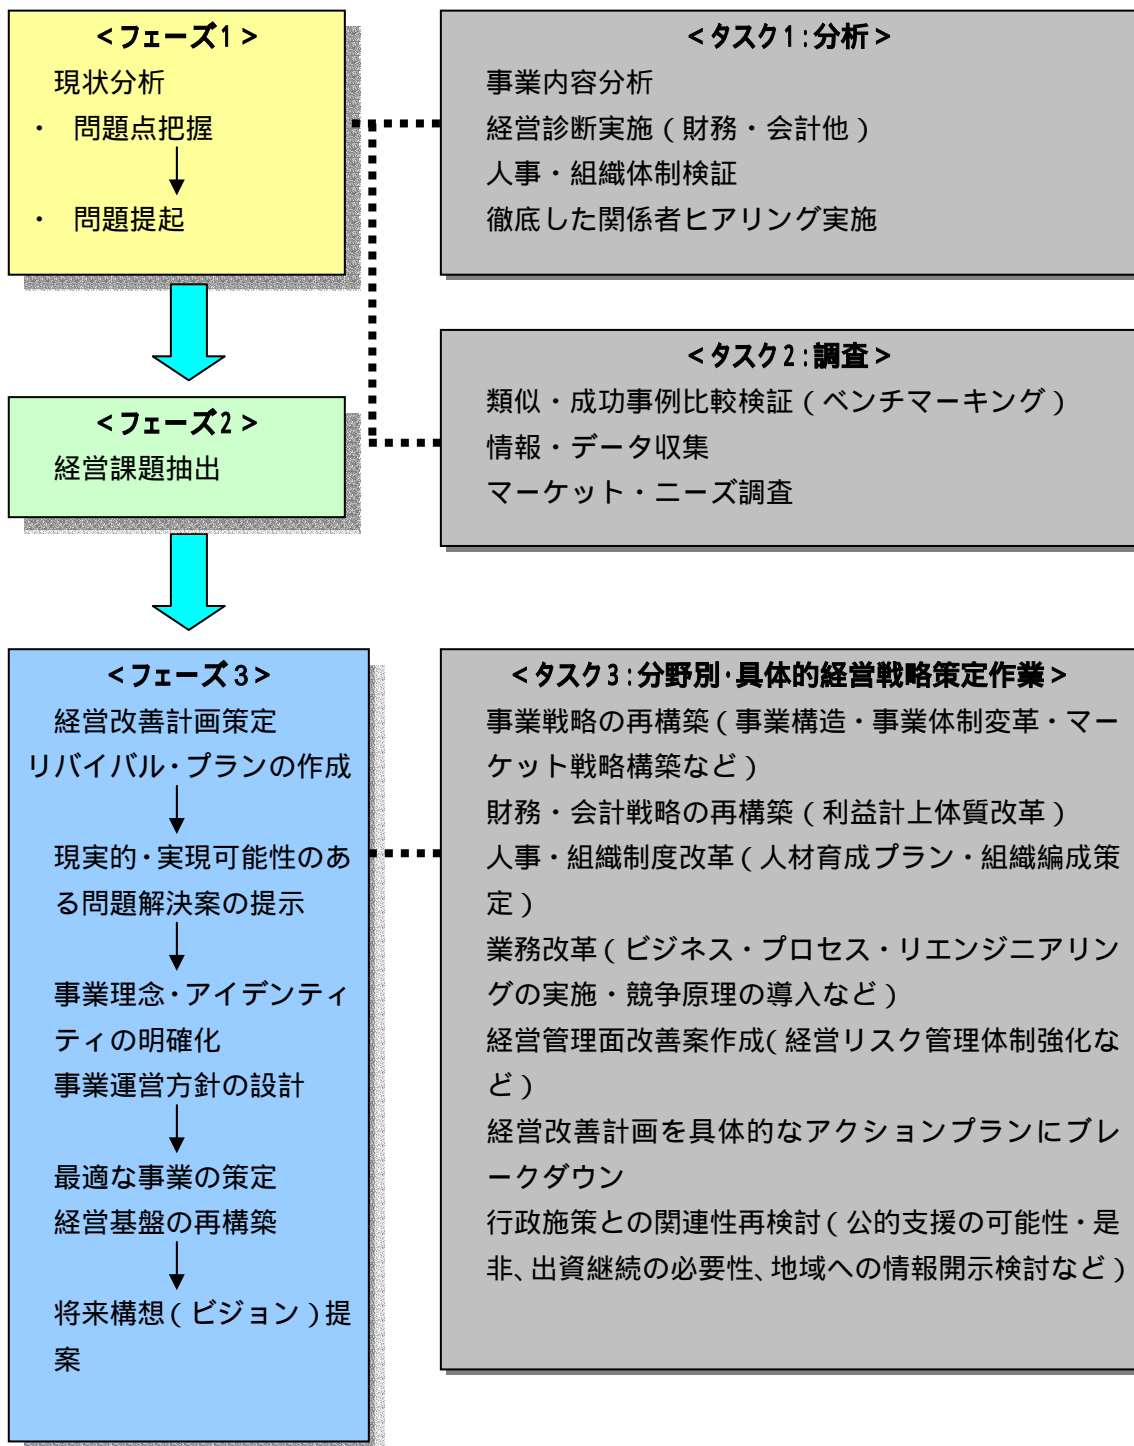 <フェーズ1>
現状分析
・ 問題点把握
・ 問題提起
<タスク1:分析>
事業内容分析
経営診断実施(財務・会計他)
人事・組織体制検証
徹底した関係者ヒアリング実施
<フェーズ2>
経営課題抽出
<タスク2:調査>
類似・成功事例比較検証(ベンチマーキング)
情報・データ収集
マーケット・ニーズ調査
<フェーズ3>
経営改善計画策定
リバイバル・プランの作成
現実的・実現可能性のあ
る問題解決案の提示
事業理念・アイデンティ
ティの明確化
事業運営方針の設計
最適な事業の策定
経営基盤の再構築
将来構想(ビジョン)提
案
<タスク3:分野別・具体的経営戦略策定作業>
事業戦略の再構築(事業構造・事業体制変革・マー
ケット戦略構築など)
財務・会計戦略の再構築(利益計上体質改革)
人事・組織制度改革(人材育成プラン・組織編成策
定)
業務改革(ビジネス・プロセス・リエンジニアリン
グの実施・競争原理の導入など)
経営管理面改善案作成(経営リスク管理体制強化な
ど)
経営改善計画を具体的なアクションプランにブレ
ークダウン
行政施策との関連性再検討(公的支援の可能性・是
非、出資継続の必要性、地域への情報開示検討など)